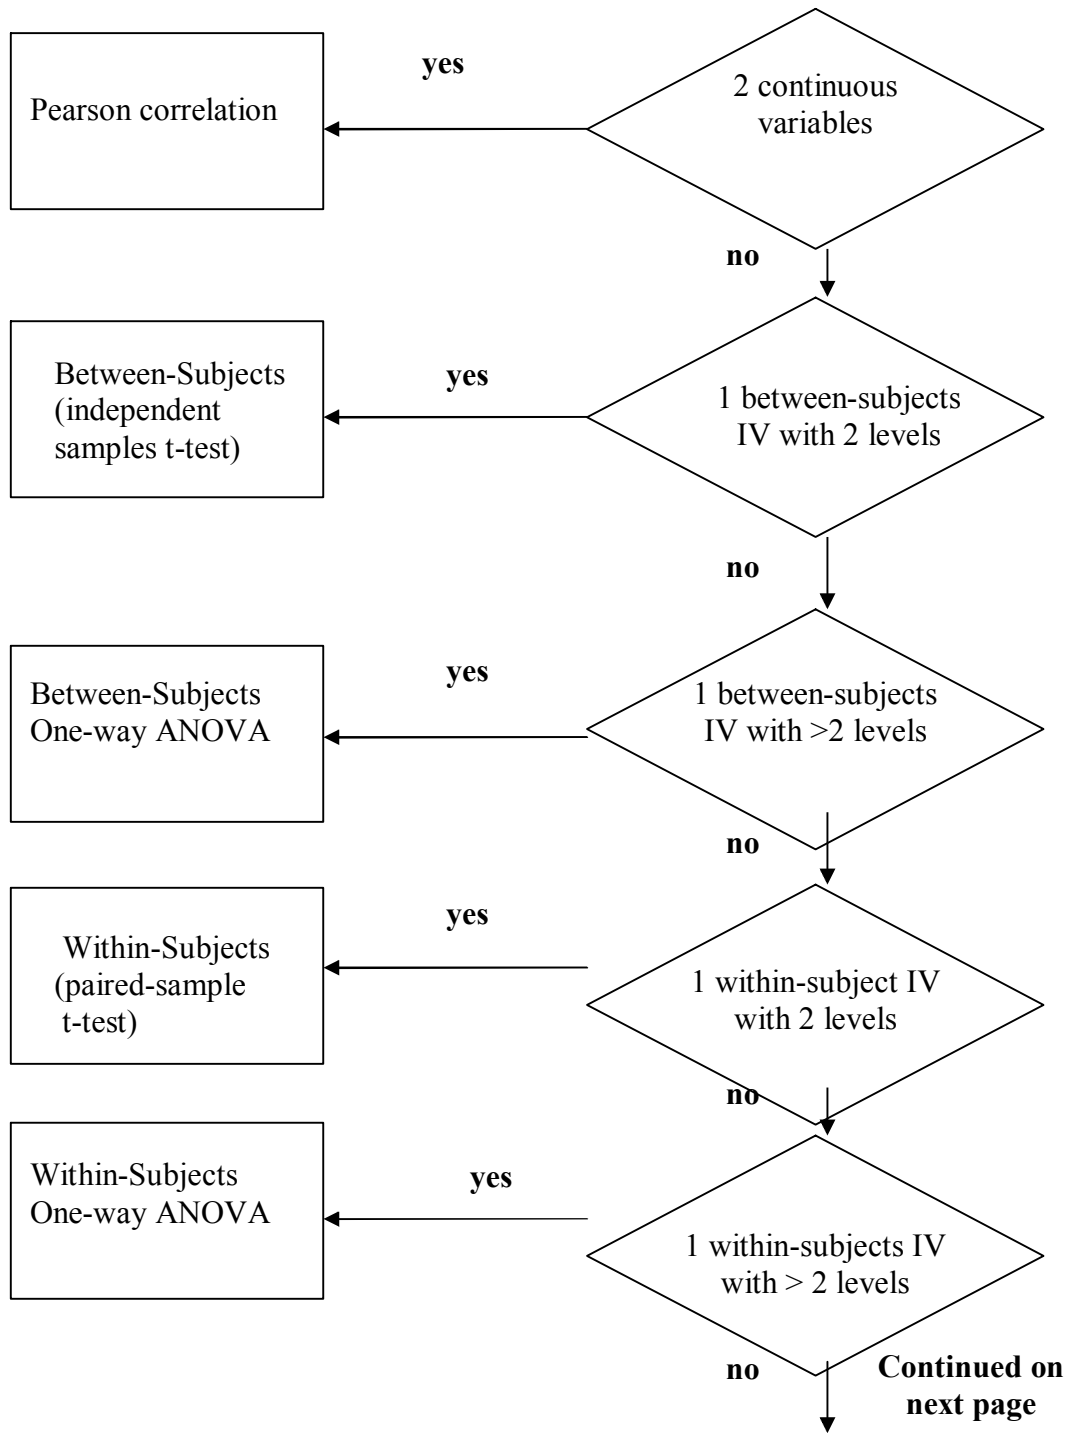 yes
Pearson correlation
2 continuous
variables
no
Between-Subjects
(independent
samples t-test)
yes
1 between-subjects
IV with 2 levels
no
Between-Subjects
One-way ANOVA
yes
1 between-subjects
IV with >2 levels
no
Within-Subjects
(paired-sample
t-test)
yes
1 within-subject IV
with 2 levels
no
Within-Subjects
One-way ANOVA
yes
1 within-subjects IV
with > 2 levels
no
Continued on
next page